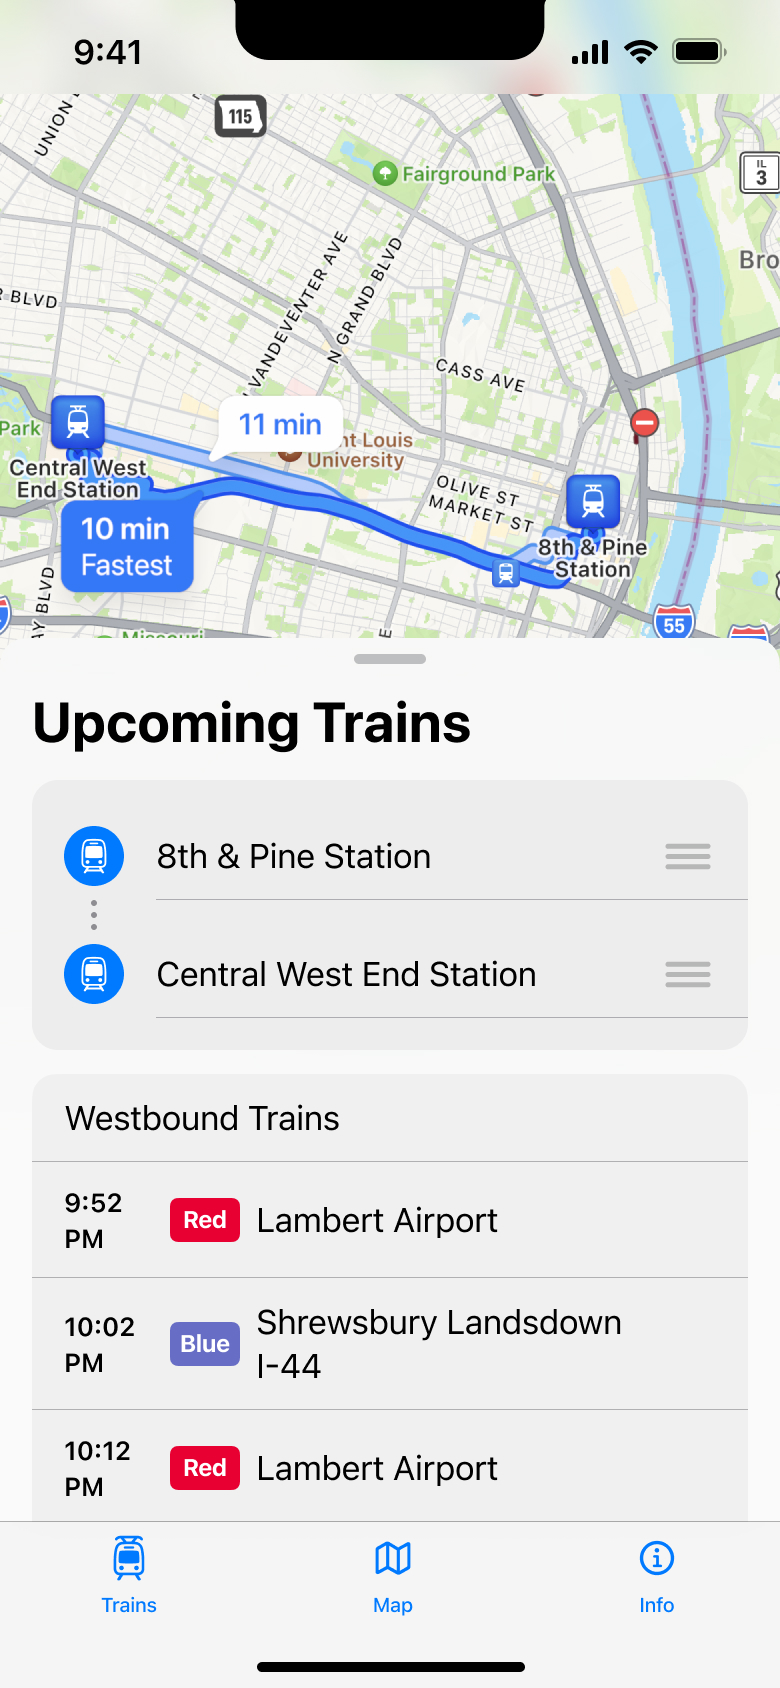 9:41
UNION
115
Fairground Park
IL
3
Bro
BLVD
VANDEVENTER AVE
N GRAND BLVD
CASS AVE
Park
11 min
nt Louis
University
Central West
End Station
OLIVE ST
MARKET ST
10 min
Fastest
8th & Pine
Station
AY BLVD
Missouri
E
55
Upcoming Trains
8th & Pine Station
Central West End Station
Westbound Trains
9:52
PM
Red
Lambert Airport
10:02
PM
Blue
Shrewsbury Landsdown
I-44
10:12
PM
Red
Lambert Airport
Trains
Map
Info